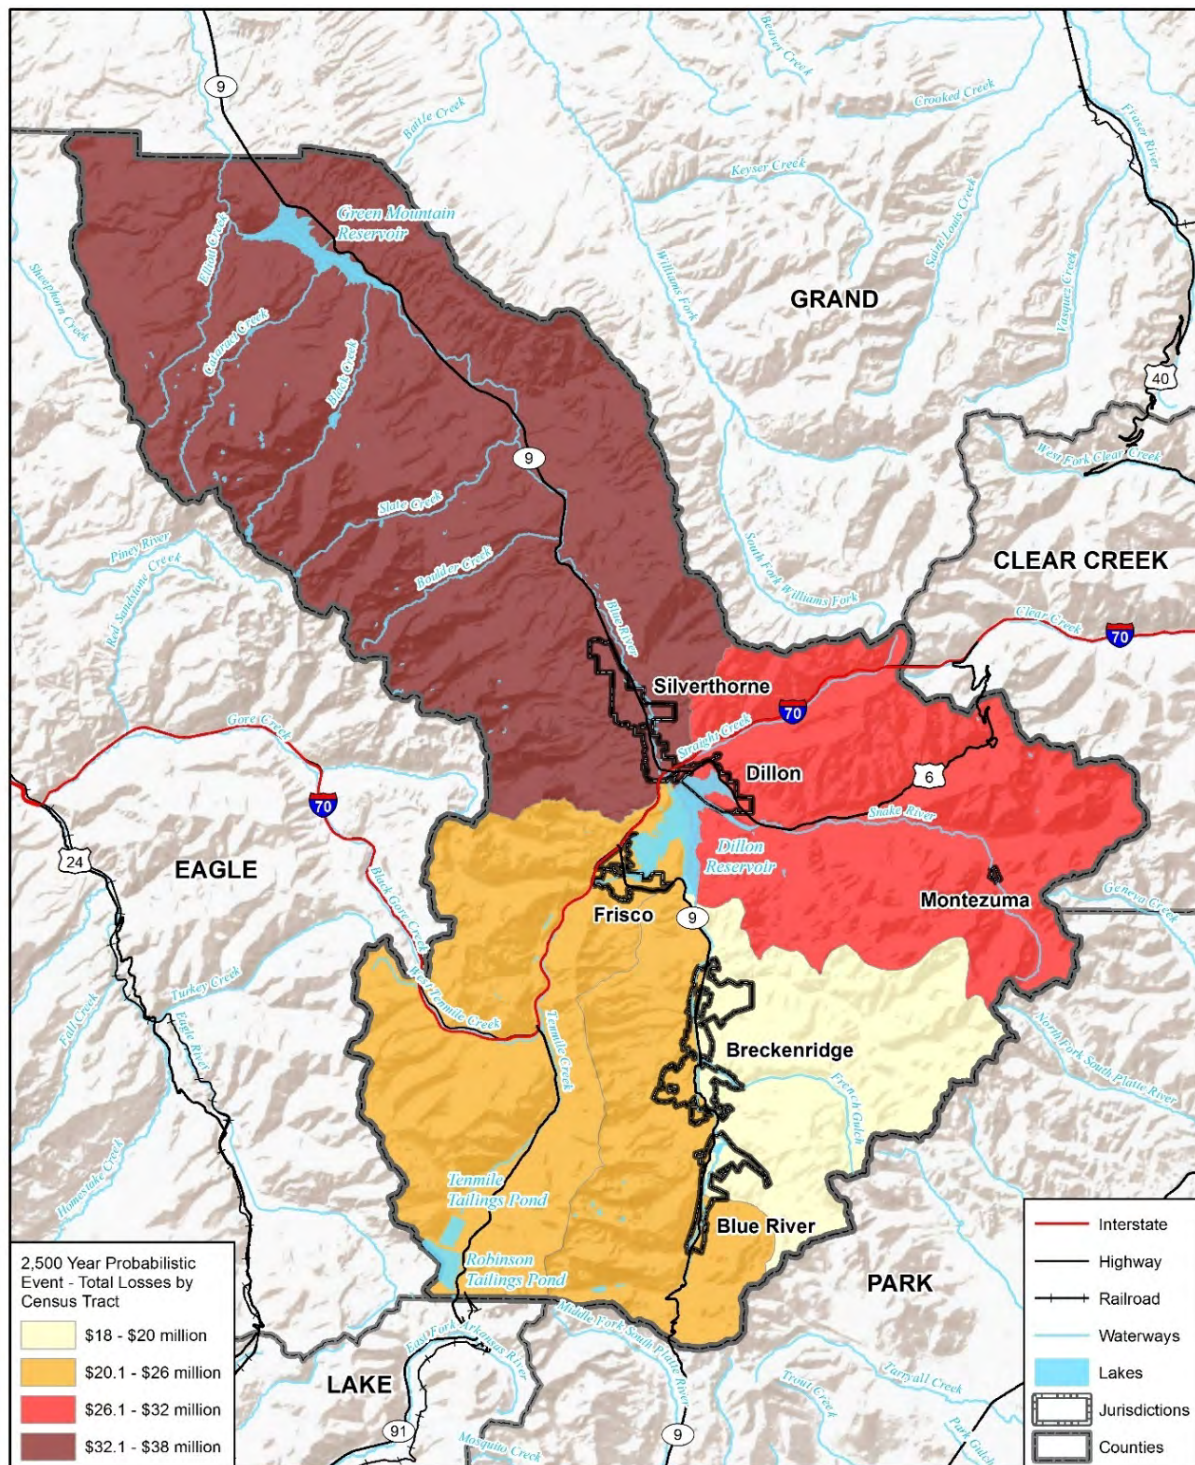 9
Battle Creek
Beaver Creek
Crooked Creek
Fraser River
Keyser Creek
Green Mountain
Reservoir
Elliott Creek
Sheephorn Creek
Cataract Creek
Black Creek
Williams Fork
Saint Louis Creek
Vasquez Creek
GRAND
40
9
West Fork Clear Creek
Slate Creek
Piney River
Red Sandstone Creek
Boulder Creek
South Fork Williams Fork
CLEAR CREEK
Clear Creek
70
Blue River
Silverthorne
70
Straight Creek
Gore Creek
Dillon
6
70
Snake River
24
EAGLE
Dillon
Reservoir
Black Gore Creek
Montezuma
Geneva Creek
Frisco
9
Turkey Creek
Fall Creek
Eagle River
West Tenmile Creek
Tenmile Creek
North Fork South Platte River
Breckenridge
French Gulch
Homestake Creek
Tenmile
Tailings Pond
Blue River
Robinson
Tailings Pond
PARK
Middle Fork South Platte River
East Fork Arkansas River
LAKE
Tarryall Creek
Trout Creek
91
9
Mosquito Creek
Park Gulch
2,500 Year Probabilistic
Event - Total Losses by
Census Tract
$18 - $20 million
$20.1 - $26 million
$26.1 - $32 million
$32.1 - $38 million
Interstate
Highway
Railroad
Waterways
Lakes
Jurisdictions
Counties